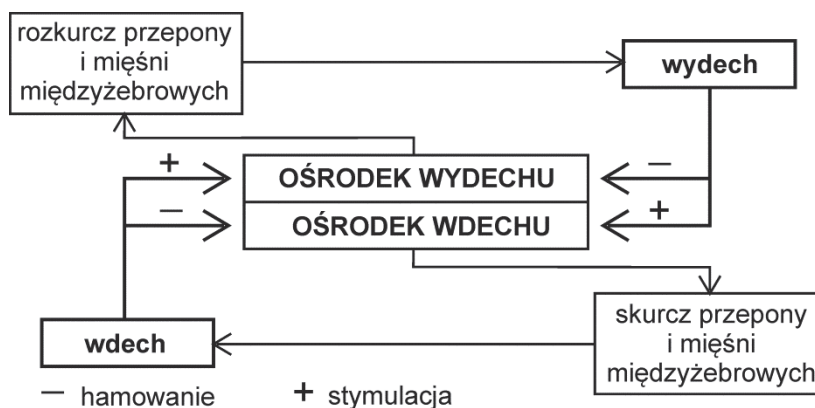 rozkurcz przepony
i mięśni
międzyżebrowych
wydech
+
–
OŚRODEK WYDECHU
–
+
OŚRODEK WDECHU
wdech
skurcz przepony
i mięśni
międzyżebrowych
– hamowanie + stymulacja